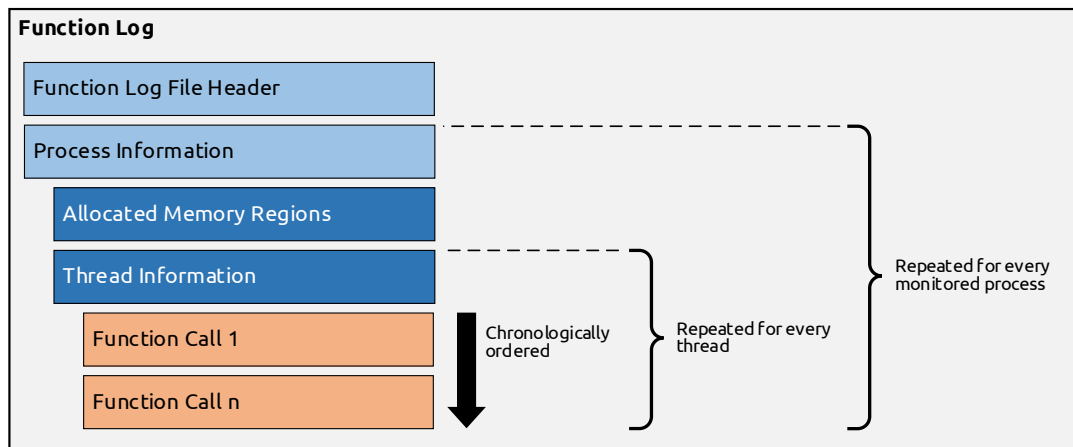 Function Log
Function Log File Header
Process Information
Allocated Memory Regions
Thread Information
Function Call 1
Function Call n
Chronologically
ordered
Repeated for every
thread
Repeated for every
monitored process